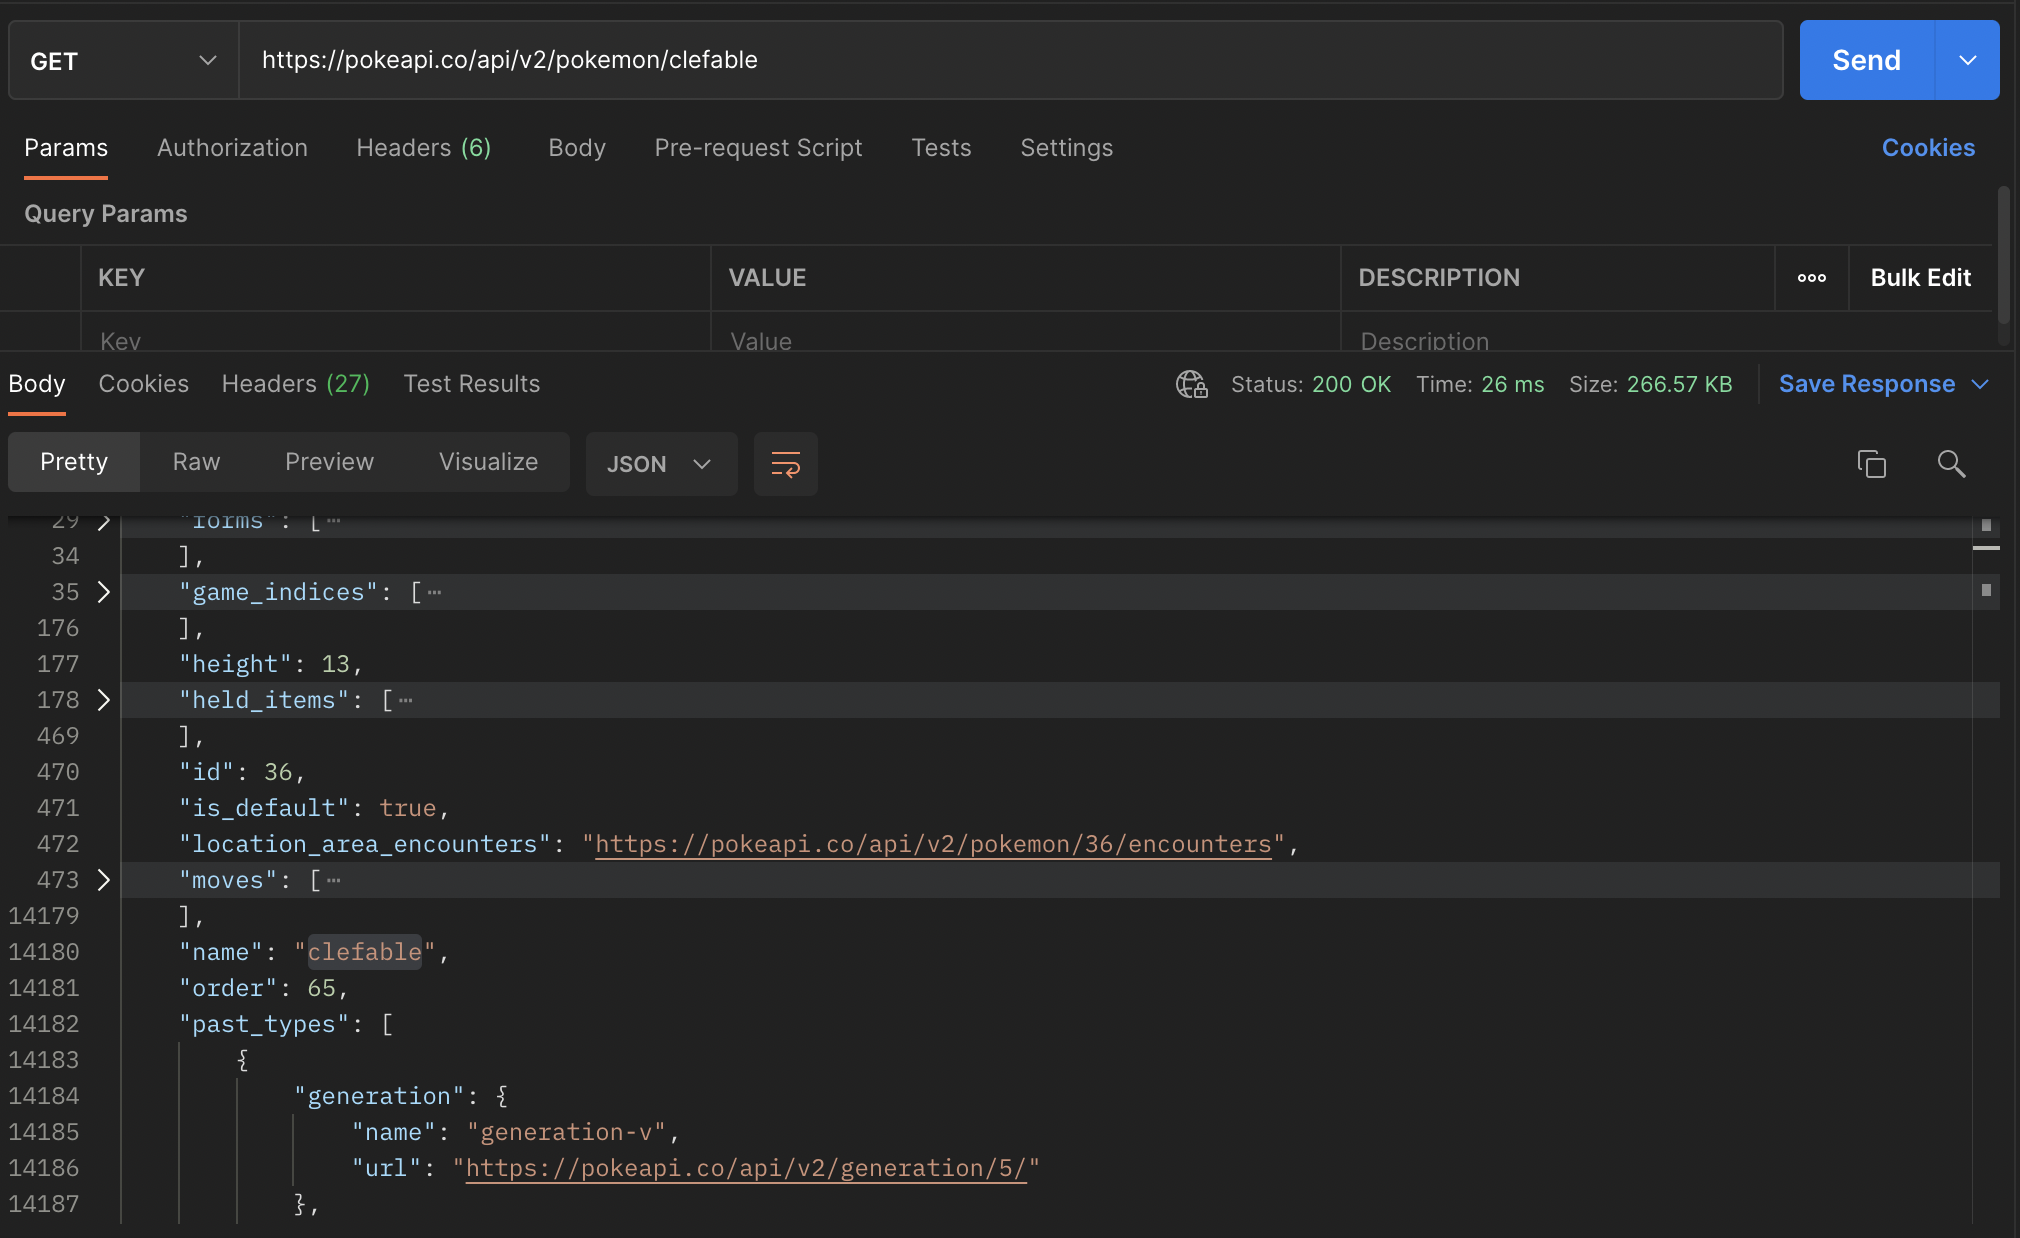 GET https://pokeapi.co/api/v2/pokemon/clefable Send
Params Authorization Headers (6) Body Pre-request Script Tests Settings Cookies
Query Params
KEY VALUE DESCRIPTION ooo Bulk Edit
Key Value Description
Body Cookies Headers (27) Test Results Status: 200 OK Time: 26 ms Size: 266.57 KB Save Response
Pretty Raw Preview Visualize JSON
29 "forms": [⋯
34 ],
35 "game_indices": [⋯
176 ],
177 "height": 13,
178 "held_items": [⋯
469 ],
470 "id": 36,
471 "is_default": true,
472 "location_area_encounters": "https://pokeapi.co/api/v2/pokemon/36/encounters",
473 "moves": [⋯
14179 ],
14180 "name": "clefable",
14181 "order": 65,
14182 "past_types": [
14183 {
14184 "generation": {
14185 "name": "generation-v",
14186 "url": "https://pokeapi.co/api/v2/generation/5/"
14187 },